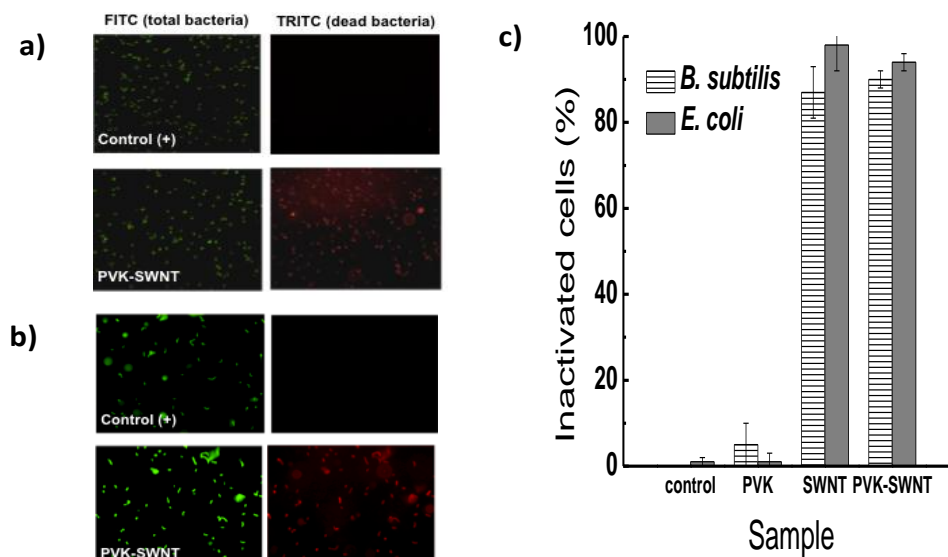 FITC (total bacteria) TRITC (dead bacteria)
a)
Control (+)
PVK-SWNT
b)
Control (+)
PVK-SWNT
c)
100
80
60
40
20
0
Inactivated cells (%)
B. subtilis
E. coli
control PVK SWNT PVK-SWNT
Sample